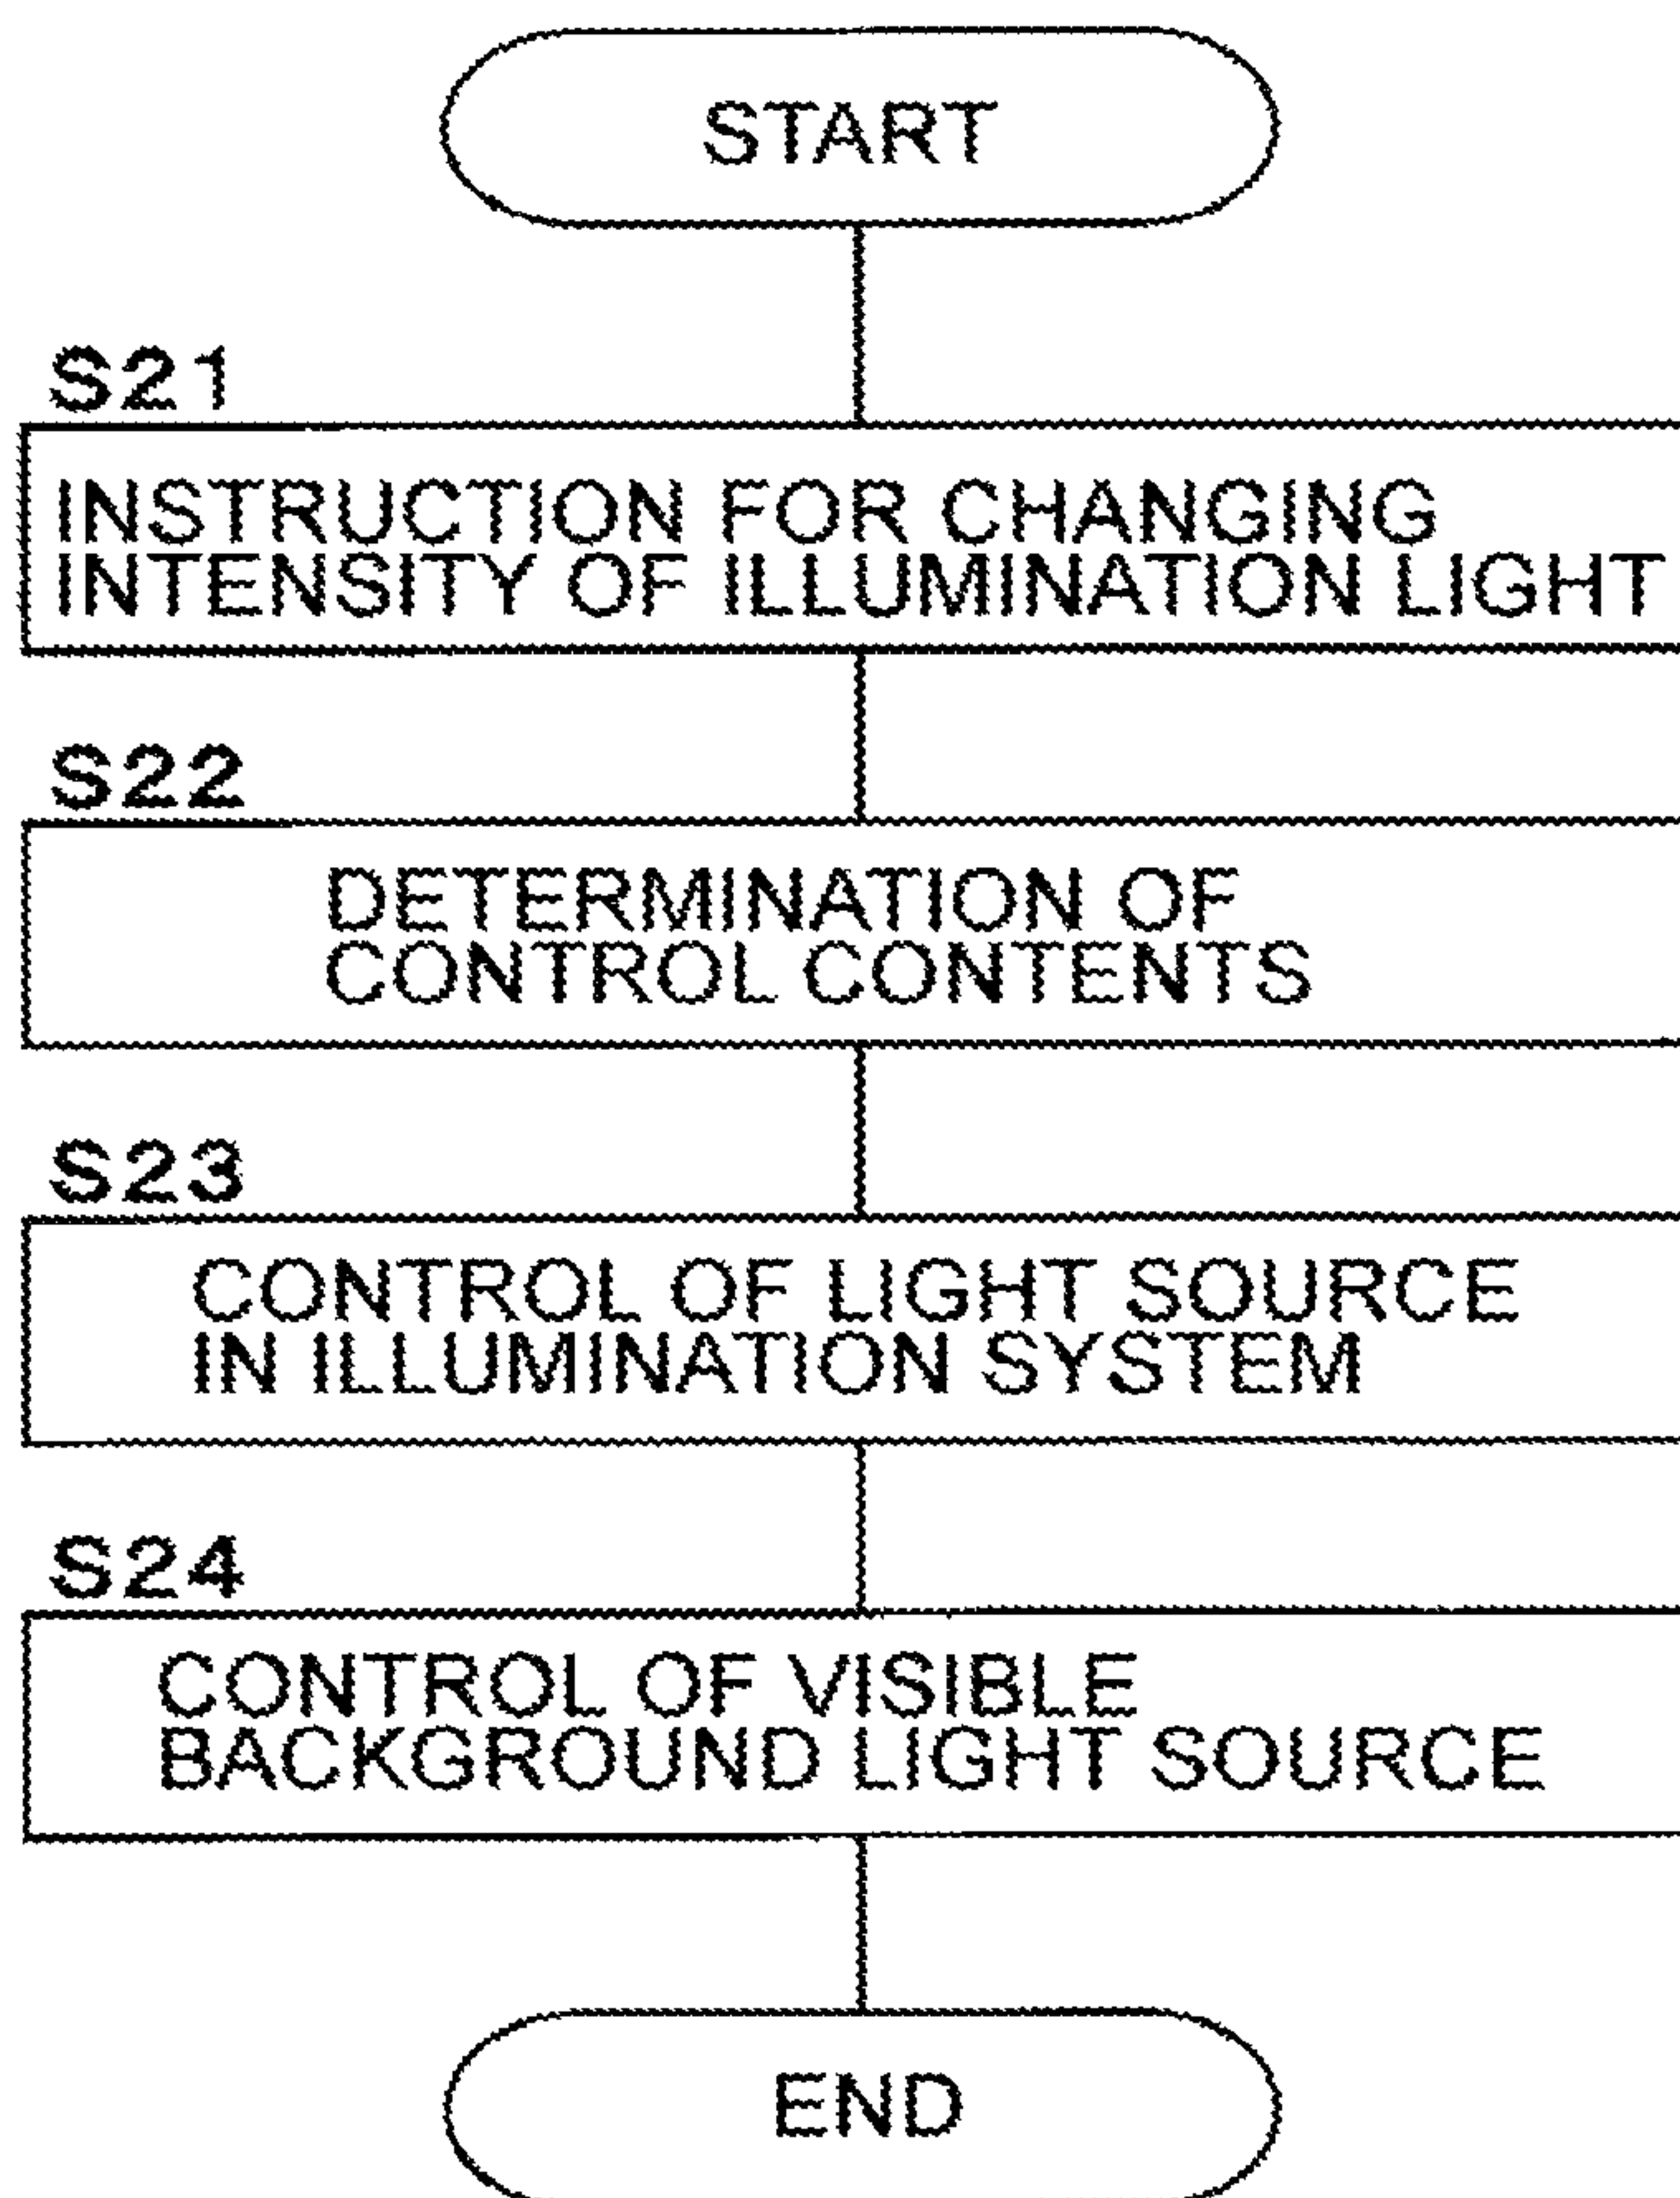 START
S21
INSTRUCTION FOR CHANGING
INTENSITY OF ILLUMINATION LIGHT
S22
DETERMINATION OF
CONTROL CONTENTS
S23
CONTROL OF LIGHT SOURCE
IN ILLUMINATION SYSTEM
S24
CONTROL OF VISIBLE
BACKGROUND LIGHT SOURCE
END